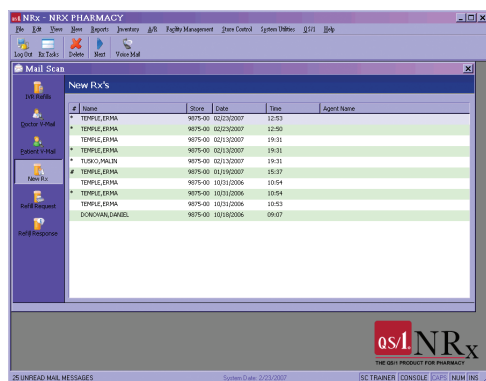 NRx - NRX PHARMACY
File Edit View New Reports Inventory A/R Facility Management Store Control System Utilities QS/1 Help
Log Out Rx Tasks Delete Next Voice Mail
Mail Scan
New Rx's
IVR Refills
Doctor V-Mail
Patient V-Mail
New Rx
Refill Request
Refill Response
# Name Store Date Time Agent Name
* TEMPLE,ERMA 9875-00 02/23/2007 12:53
* TEMPLE,ERMA 9875-00 02/23/2007 12:50
TEMPLE,ERMA 9875-00 02/13/2007 19:31
* TEMPLE,ERMA 9875-00 02/13/2007 19:31
* TUSKO,MALIN 9875-00 02/13/2007 19:31
# TEMPLE,ERMA 9875-00 01/19/2007 15:37
TEMPLE,ERMA 9875-00 10/31/2006 10:54
* TEMPLE,ERMA 9875-00 10/31/2006 10:54
TEMPLE,ERMA 9875-00 10/31/2006 10:53
DONOVAN,DANIEL 9875-00 10/18/2006 09:07
QS/1. NRx
THE QS/1 PRODUCT FOR PHARMACY
25 UNREAD MAIL MESSAGES System Date: 2/23/2007 SC TRAINER CONSOLE CAPS NUM INS